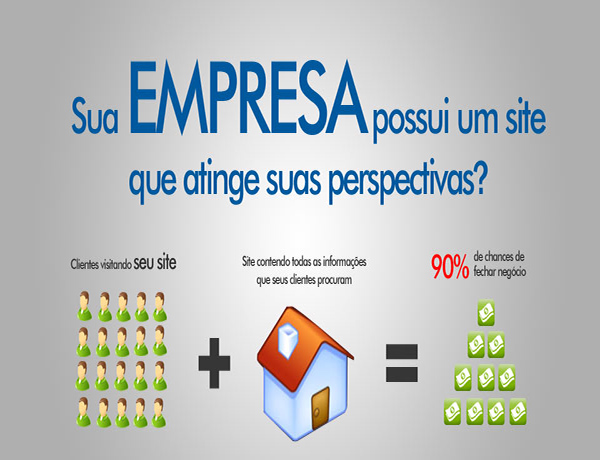 Sua EMPRESA possui um site
que atinge suas perspectivas?
Clientes visitando seu site
Site contendo todas as informações
que seus clientes procuram
90% de chances de
fechar negócio